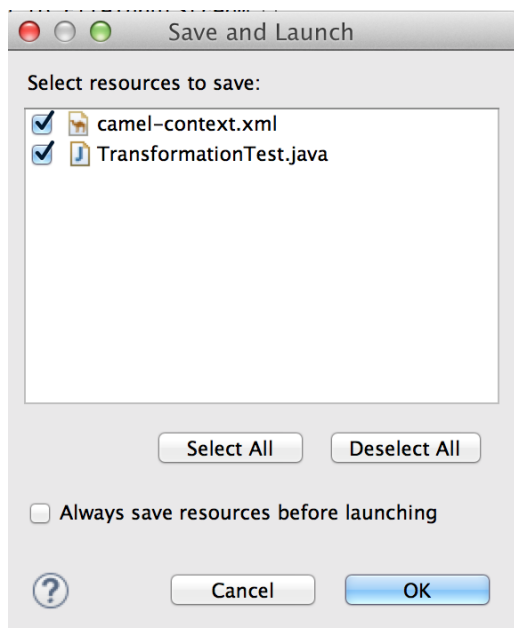 Save and Launch
Select resources to save:
camel-context.xml
TransformationTest.java
Select All Deselect All
Always save resources before launching
? Cancel OK